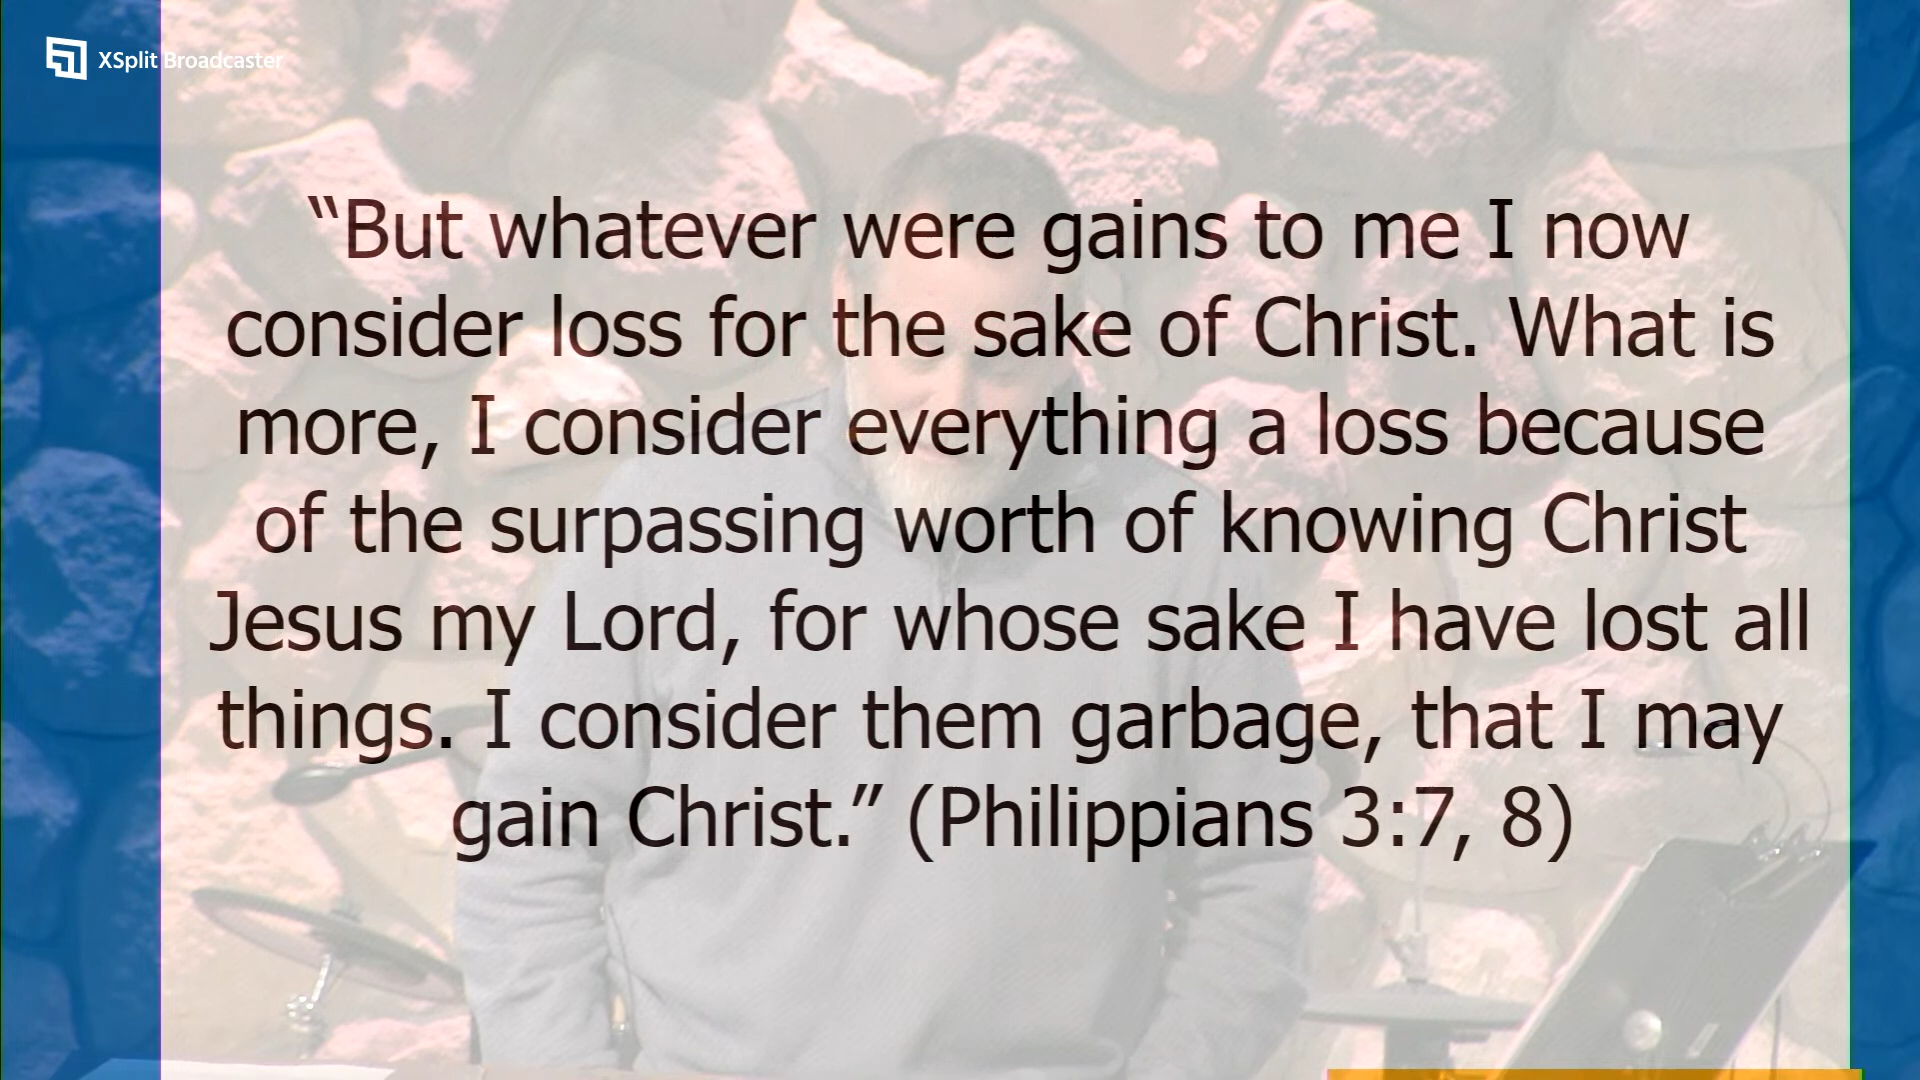 XSplit Broadcaster
“But whatever were gains to me I now
consider loss for the sake of Christ. What is
more, I consider everything a loss because
of the surpassing worth of knowing Christ
Jesus my Lord, for whose sake I have lost all
things. I consider them garbage, that I may
gain Christ.” (Philippians 3:7, 8)